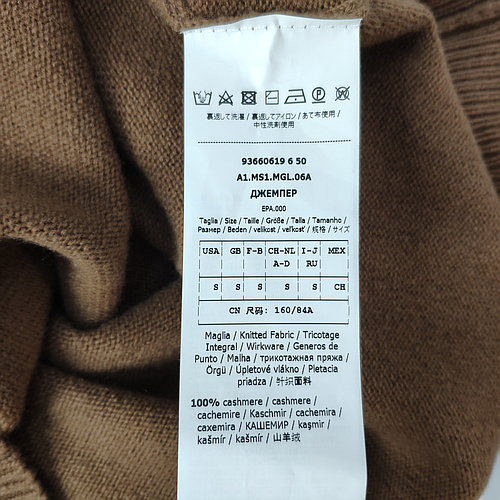 裏返して洗濯 / 裏返してアイロン / あて布使用 /
中性洗剤使用
93660619 6 50
A1.MS1.MGL.06A
ДЖЕМПЕР
EPA.000
Taglia / Size / Taille / Größe / Talla / Tamanho /
Размер / Beden / velikost / veľkosť / 规格 / サイズ
USA GB F-B CH-NL I-J MEX
A-D RU
S S S S S CH
CN 尺码: 160/84A
Maglia / Knitted Fabric / Tricotage
Integral / Wirkware / Generos de
Punto / Malha / трикотажная пряжа /
Örgü / Úpletové vlákno / Pletacia
priadza / 针织面料
100% cashmere / cashmere /
cachemire / Kaschmir / cachemira /
caxemira / КАШЕМИР / kaşmir /
kašmír / kašmír / 山羊绒